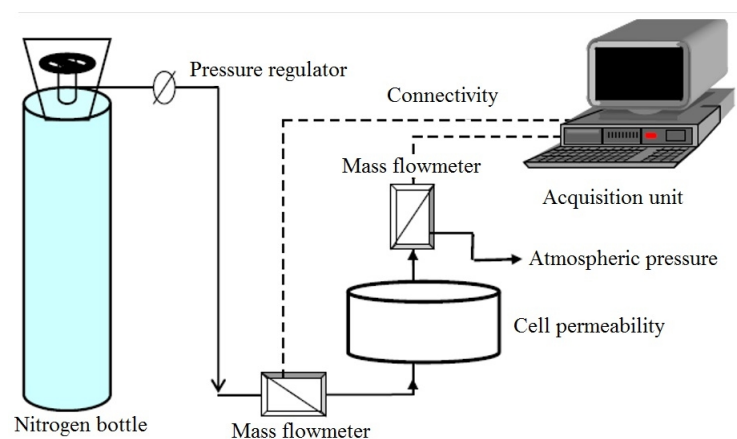 Pressure regulator
Connectivity
Mass flowmeter
Acquisition unit
Atmospheric pressure
Cell permeability
Nitrogen bottle
Mass flowmeter